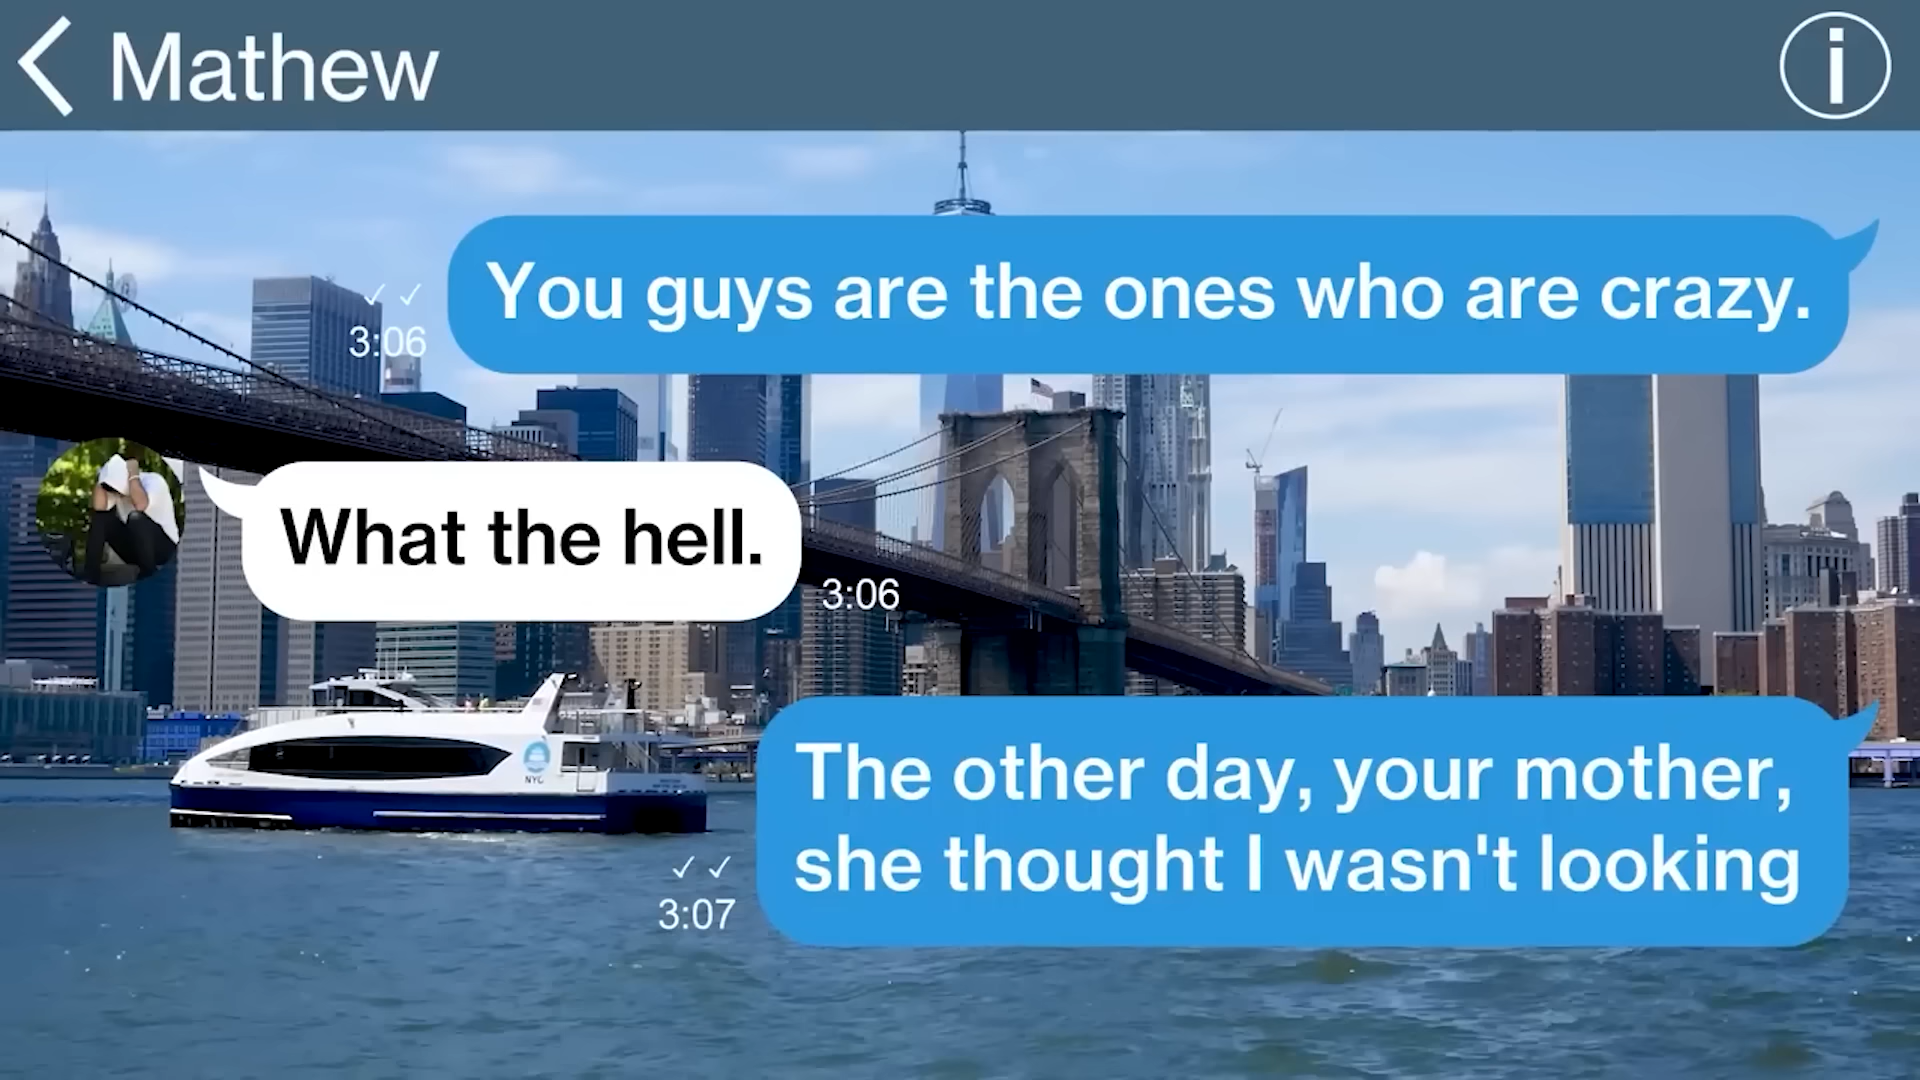 Mathew
You guys are the ones who are crazy.
3:06
What the hell.
3:06
The other day, your mother,
she thought I wasn't looking
3:07
NYC